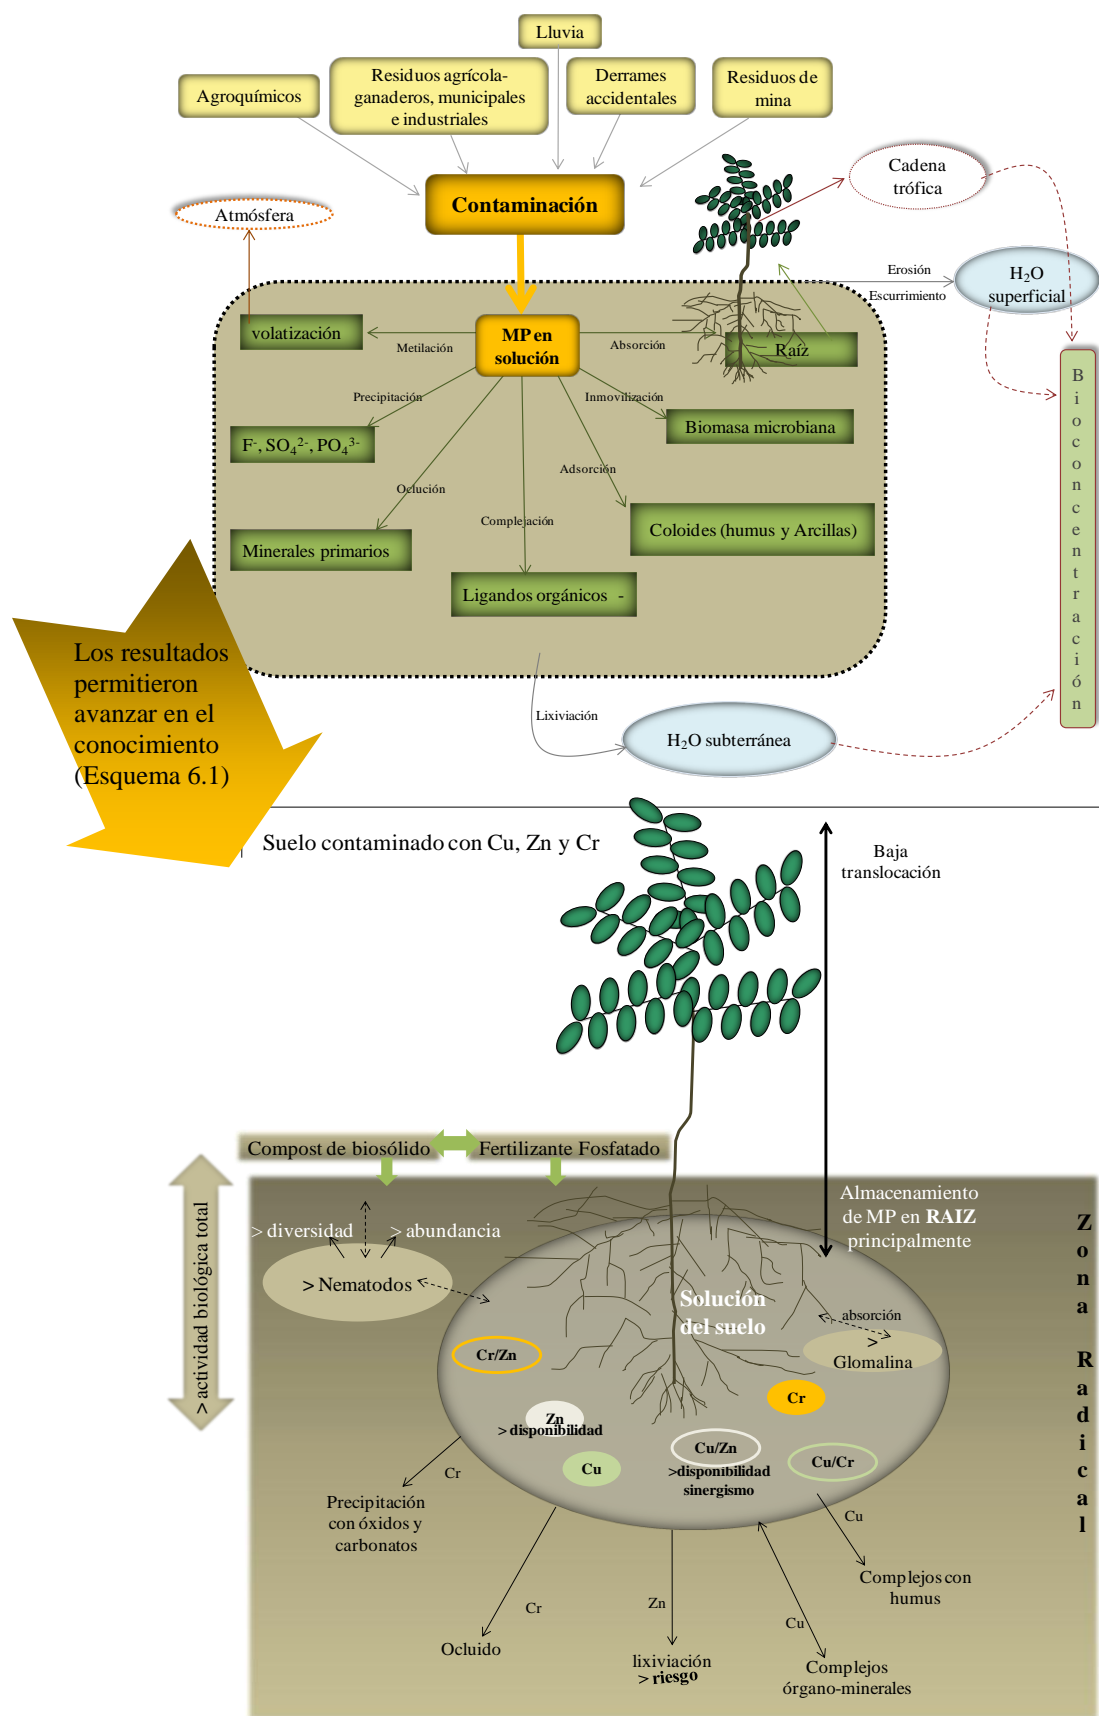 Lluvia
Agroquímicos
Residuos agrícola-
ganaderos, municipales
e industriales
Derrames
accidentales
Residuos de
mina
Contaminación
Cadena
trófica
Atmósfera
Erosión
Escurrimiento
H₂O
superficial
volatización
Metilación
MP en
solución
Absorción
Raíz
Precipitación
Inmovilización
F⁻, SO₄²⁻, PO₄³⁻
Biomasa microbiana
Oclución
Adsorción
Complejación
Minerales primarios
Coloides (humus y Arcillas)
Ligandos orgánicos -
Bioconcentración
Lixiviación
H₂O subterránea
Los resultados
permitieron
avanzar en el
conocimiento
(Esquema 6.1)
Suelo contaminado con Cu, Zn y Cr
Baja
translocación
Compost de biosólido
Fertilizante Fosfatado
> actividad biológica total
> diversidad
> abundancia
> Nematodos
Almacenamiento
de MP en RAIZ
principalmente
Zona Radical
Solución
del suelo
absorción
>
Glomalina
Cr/Zn
Cr
Zn
> disponibilidad
Cu
Cu/Zn
>disponibilidad
sinergismo
Cu/Cr
Cr
Precipitación
con óxidos y
carbonatos
Cu
Complejos con
humus
Cr
Ocluido
Zn
lixiviación
> riesgo
Cu
Complejos
órgano-minerales